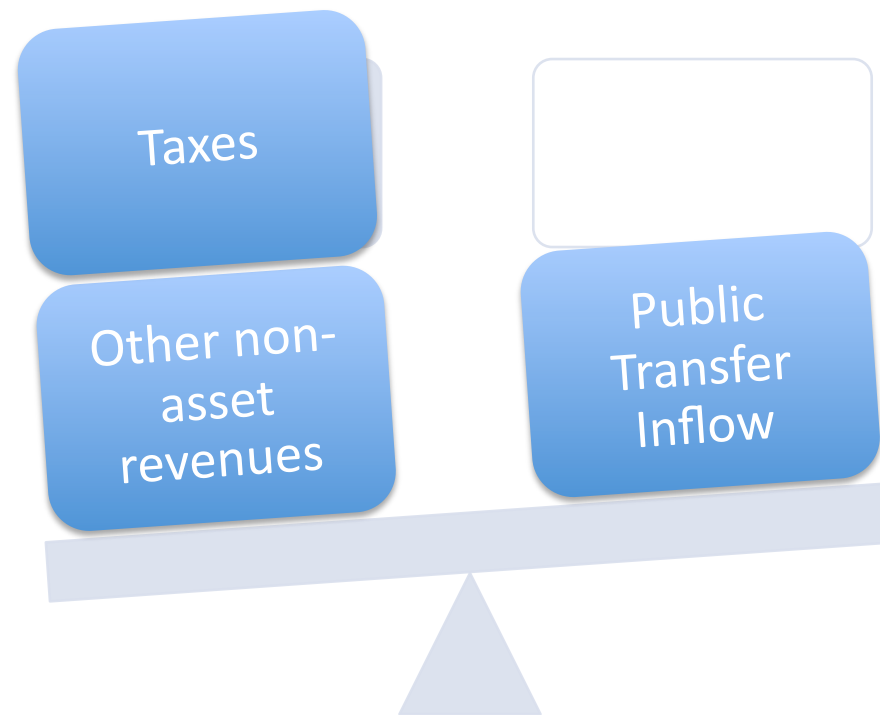 Taxes
Other non-
asset
revenues
Public
Transfer
Inflow